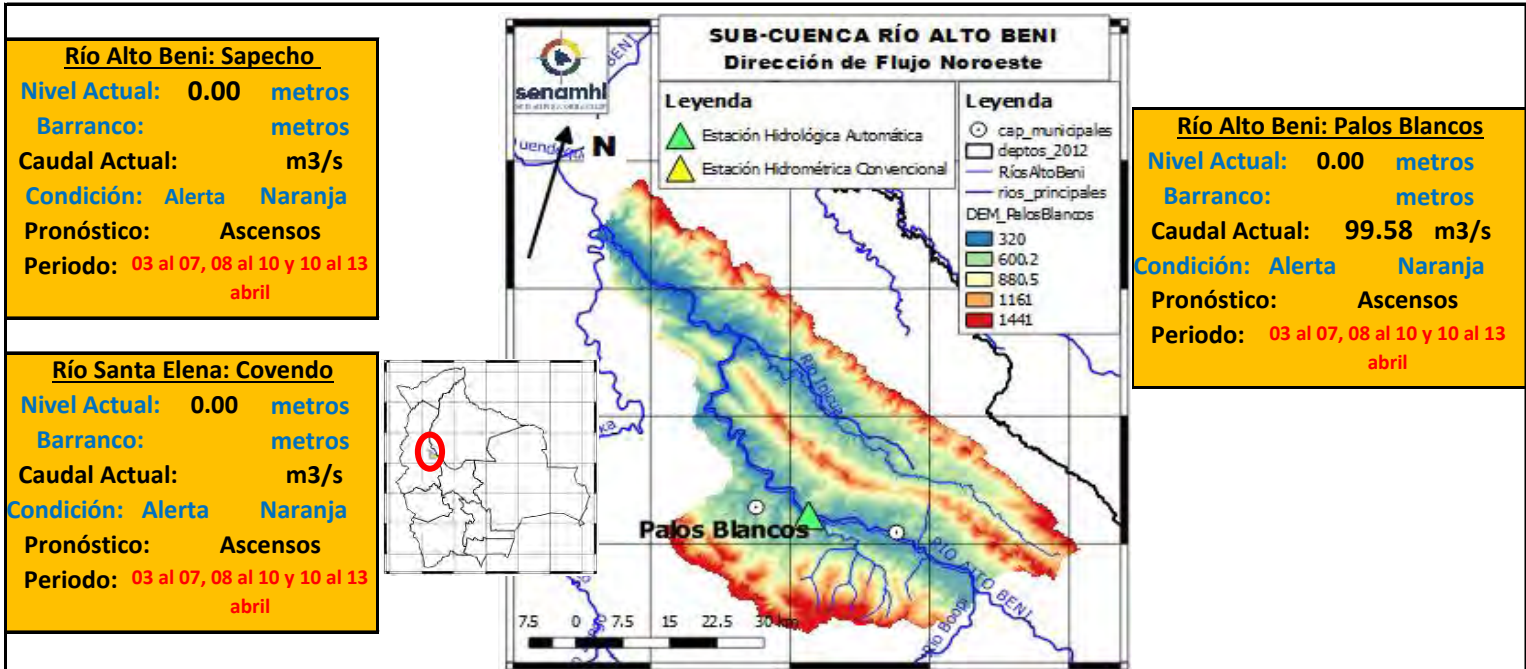 Río Alto Beni: Sapecho
Nivel Actual: 0.00 metros
Barranco: metros
Caudal Actual: m3/s
Condición: Alerta Naranja
Pronóstico: Ascensos
Periodo: 03 al 07, 08 al 10 y 10 al 13
abril
Río Santa Elena: Covendo
Nivel Actual: 0.00 metros
Barranco: metros
Caudal Actual: m3/s
Condición: Alerta Naranja
Pronóstico: Ascensos
Periodo: 03 al 07, 08 al 10 y 10 al 13
abril
senamhi
SUB-CUENCA RÍO ALTO BENI
Dirección de Flujo Noroeste
Leyenda
Estación Hidrológica Automática
Estación Hidrométrica Convencional
Leyenda
cap_municipales
deptos_2012
RíosAltoBeni
rios_principales
DEM_PalosBlancos
320
600.2
880.5
1161
1441
BENI
N
Río Inicua
Palos Blancos
RÍO ALTO BENI
7.5 0 7.5 15 22.5 30 km
Río Alto Beni: Palos Blancos
Nivel Actual: 0.00 metros
Barranco: metros
Caudal Actual: 99.58 m3/s
Condición: Alerta Naranja
Pronóstico: Ascensos
Periodo: 03 al 07, 08 al 10 y 10 al 13
abril